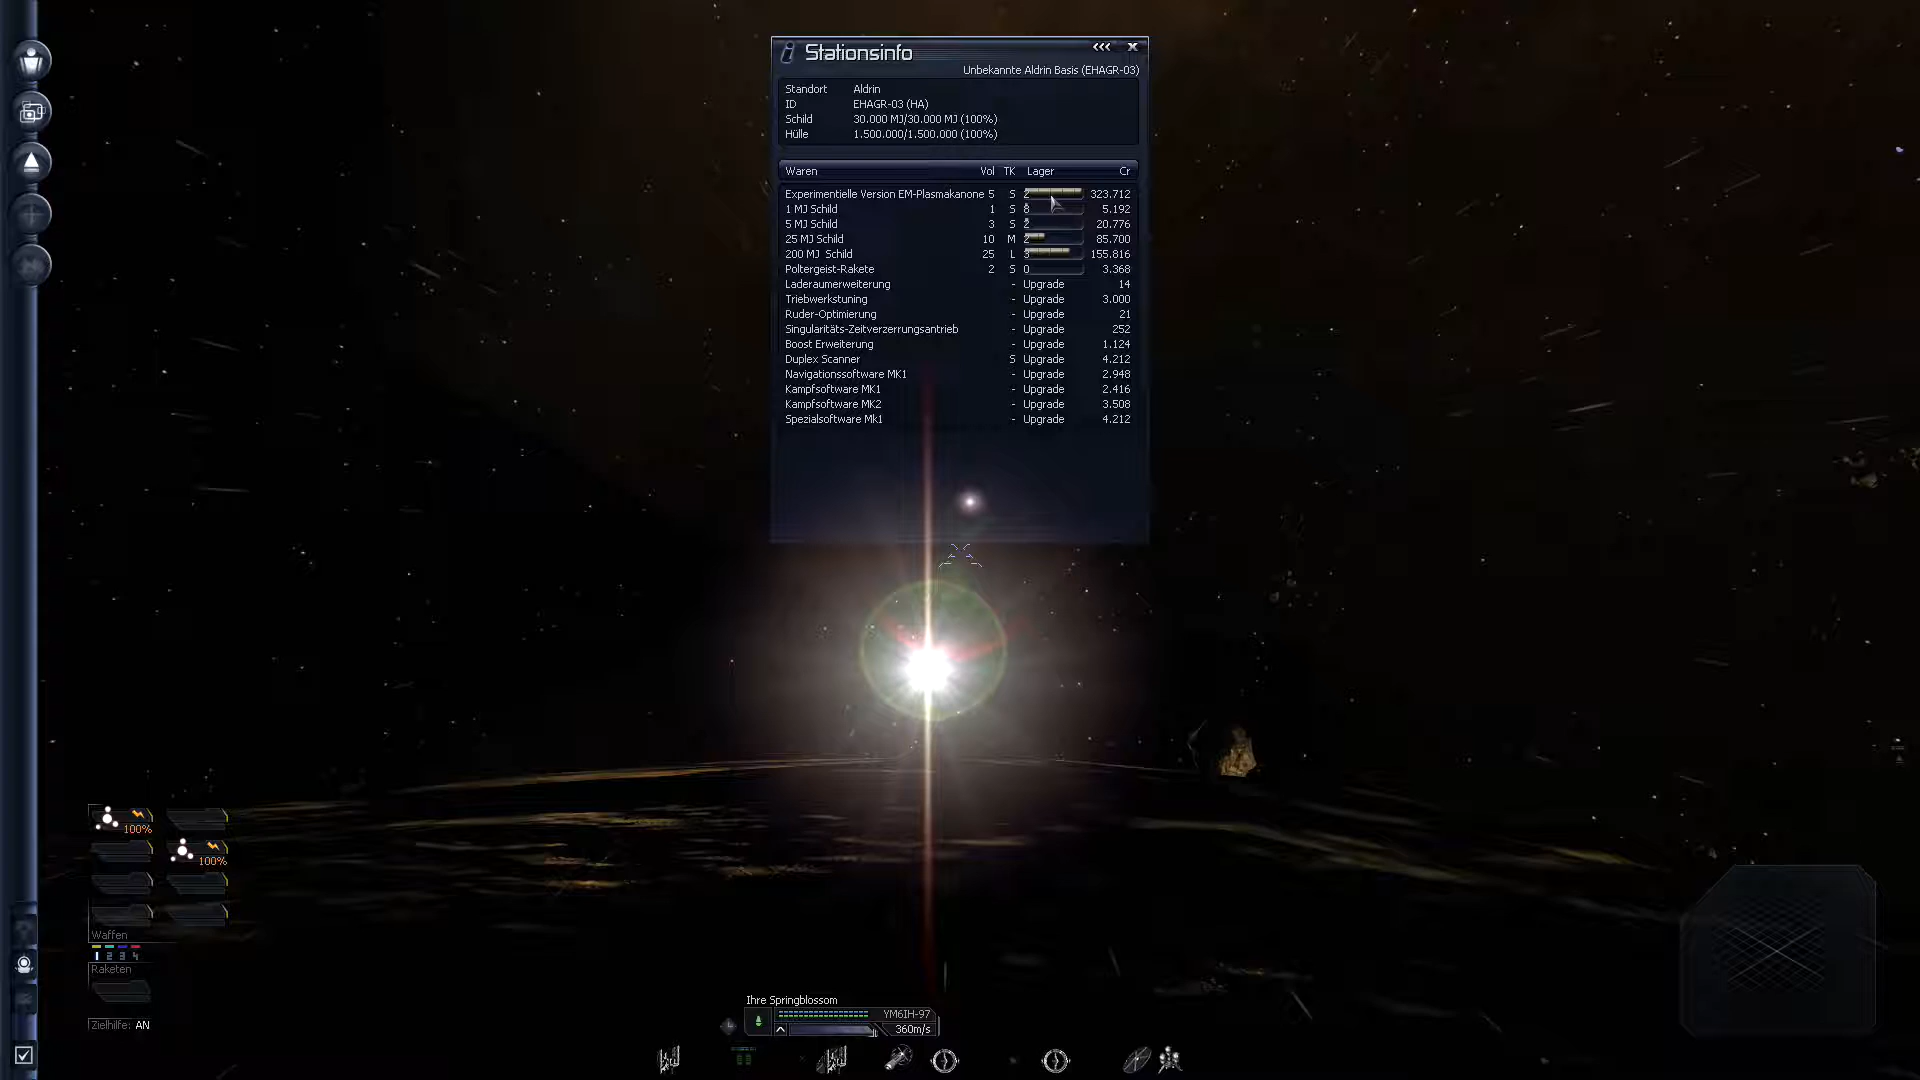 Stationsinfo
Unbekannte Aldrin Basis (EHAGR-03)
Standort Aldrin
ID EHAGR-03 (HA)
Schild 30.000 MJ/30.000 MJ (100%)
Hülle 1.500.000/1.500.000 (100%)
Waren Vol TK Lager Cr
Experimentielle Version EM-Plasmakanone 5 S 2 323.712
1 MJ Schild 1 S 8 5.192
5 MJ Schild 3 S 2 20.776
25 MJ Schild 10 M 2 85.700
200 MJ Schild 25 L 3 155.816
Poltergeist-Rakete 2 S 0 3.368
Laderaumerweiterung - Upgrade 14
Triebwerkstuning - Upgrade 3.000
Ruder-Optimierung - Upgrade 21
Singularitäts-Zeitverzerrungsantrieb - Upgrade 252
Boost Erweiterung - Upgrade 1.124
Duplex Scanner S Upgrade 4.212
Navigationssoftware MK1 - Upgrade 2.948
Kampfsoftware MK1 - Upgrade 2.416
Kampfsoftware MK2 - Upgrade 3.508
Spezialsoftware Mk1 - Upgrade 4.212
100%
100%
Waffen
1 2 3 4
Raketen
Zielhilfe: AN
Ihre Springblossom
YM6IH-97
360m/s